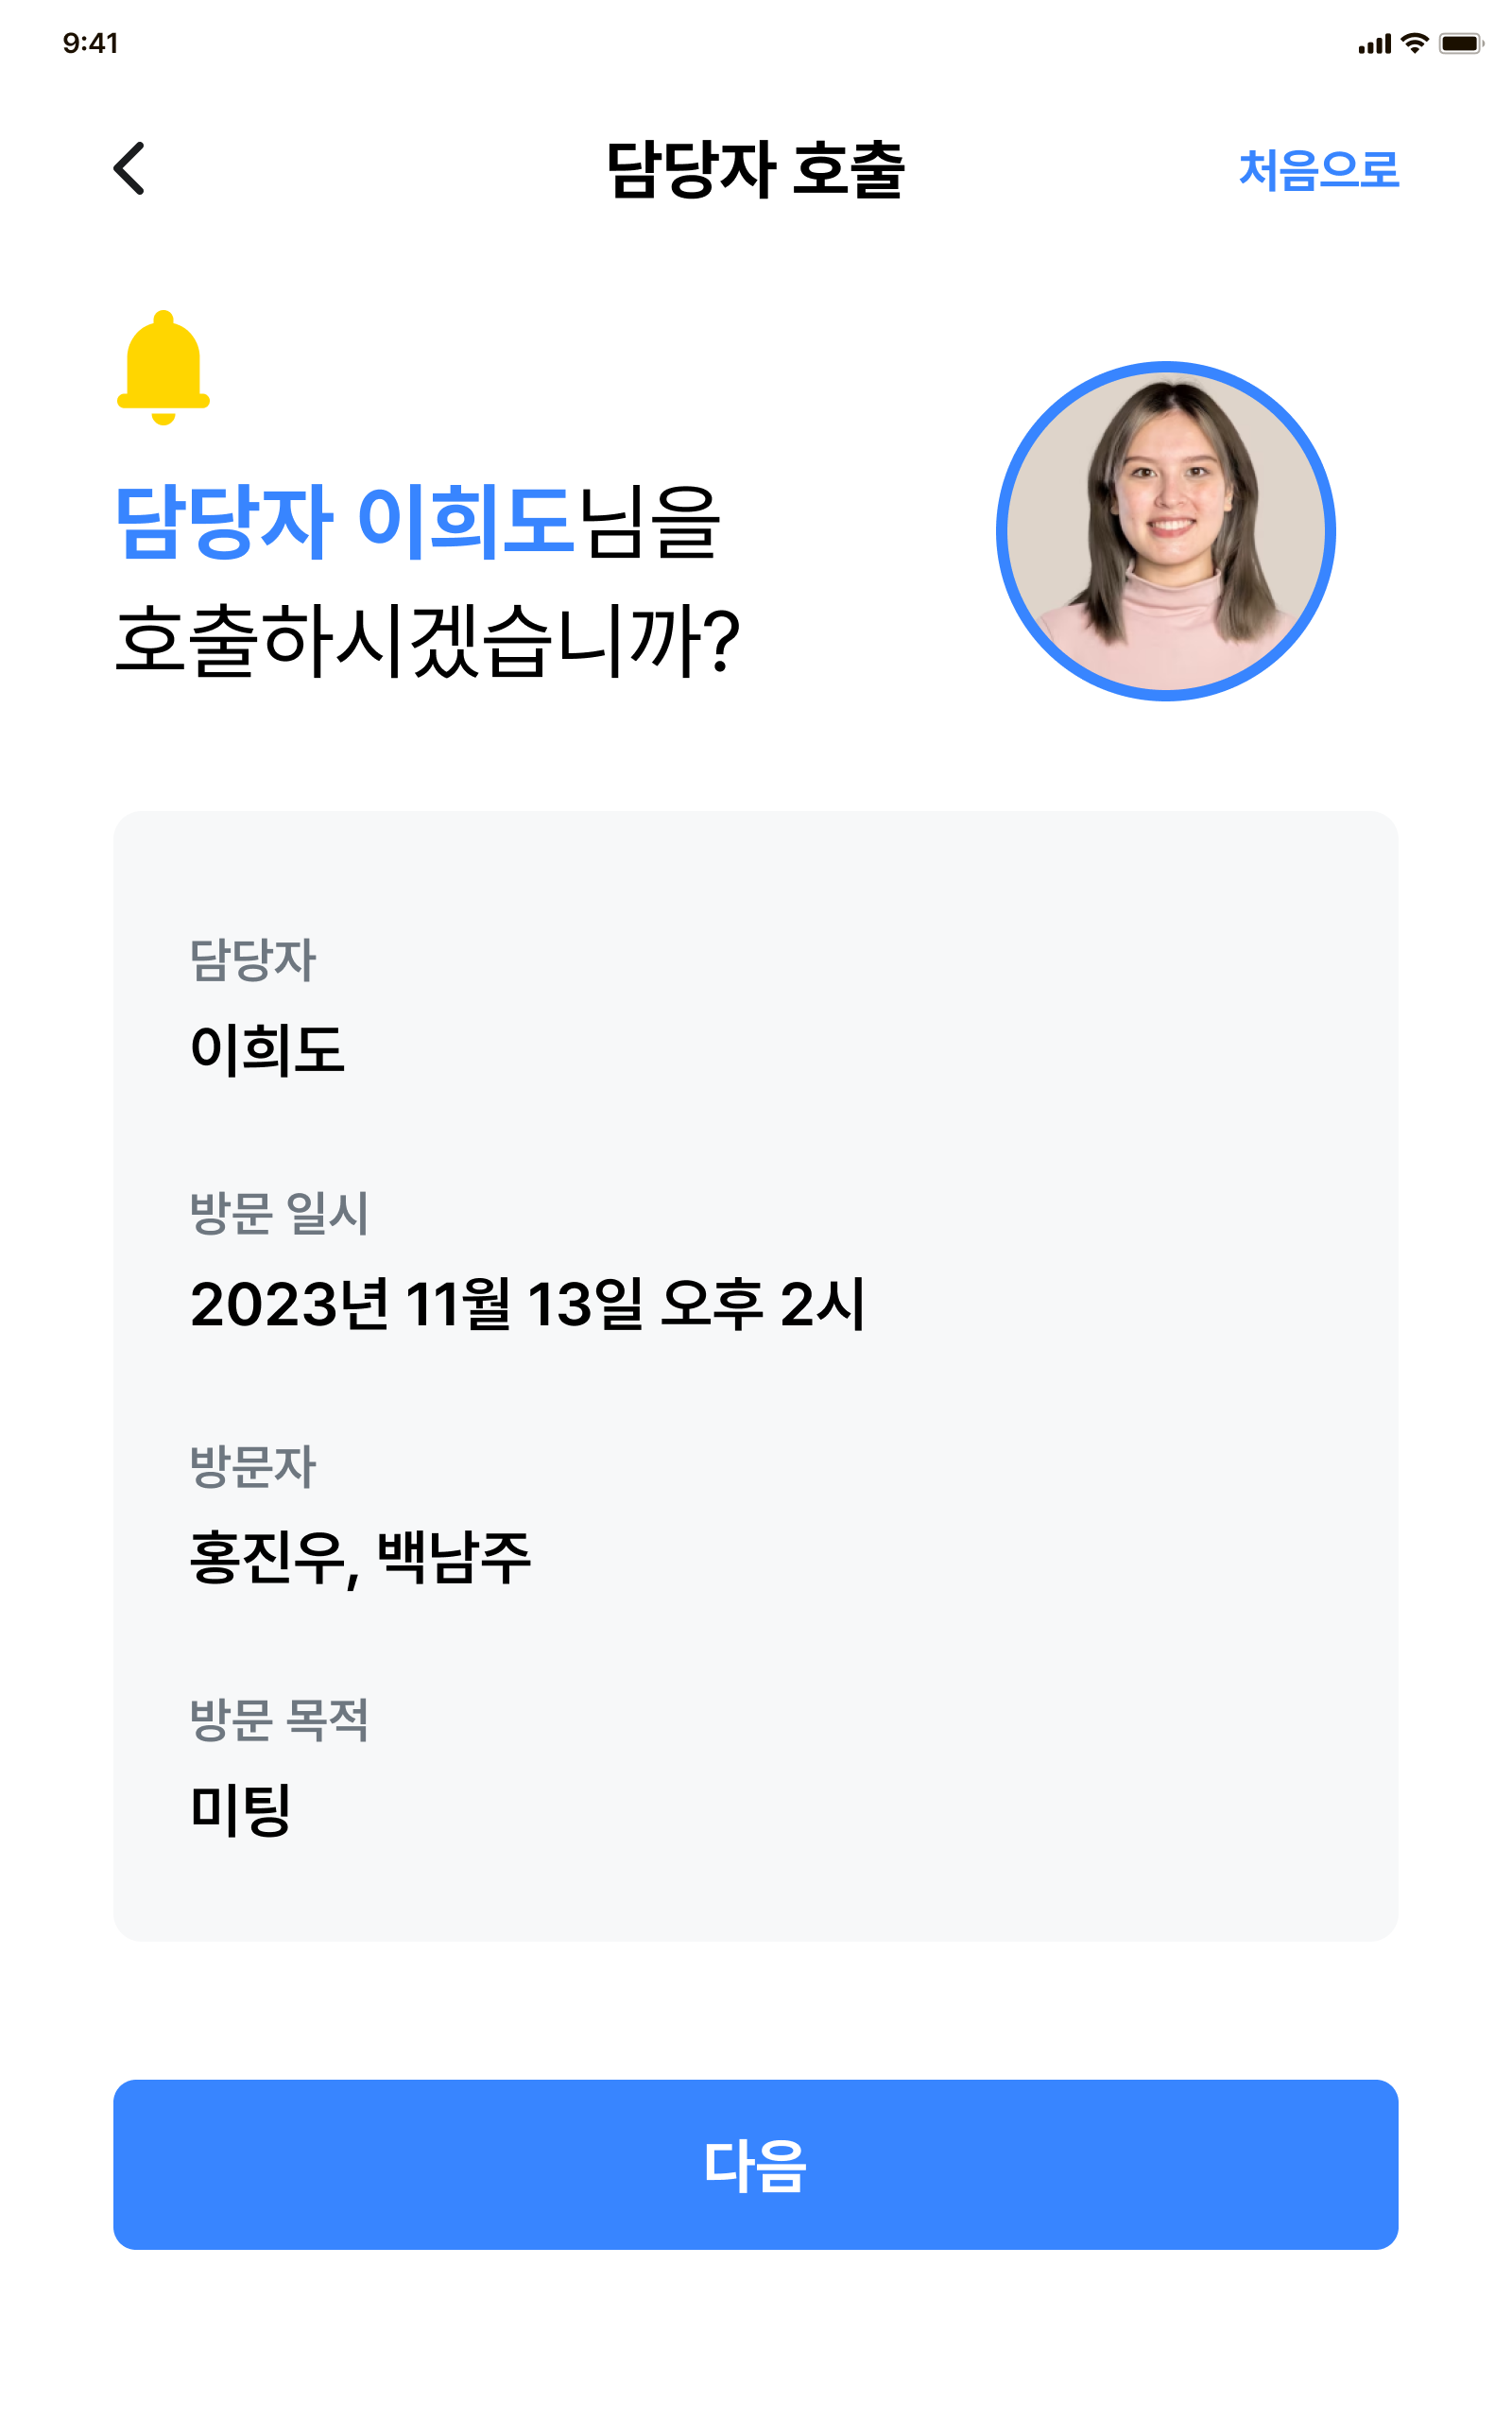 9:41
담당자 호출
처음으로
담당자 이희도님을
호출하시겠습니까?
담당자
이희도
방문 일시
2023년 11월 13일 오후 2시
방문자
홍진우, 백남주
방문 목적
미팅
다음